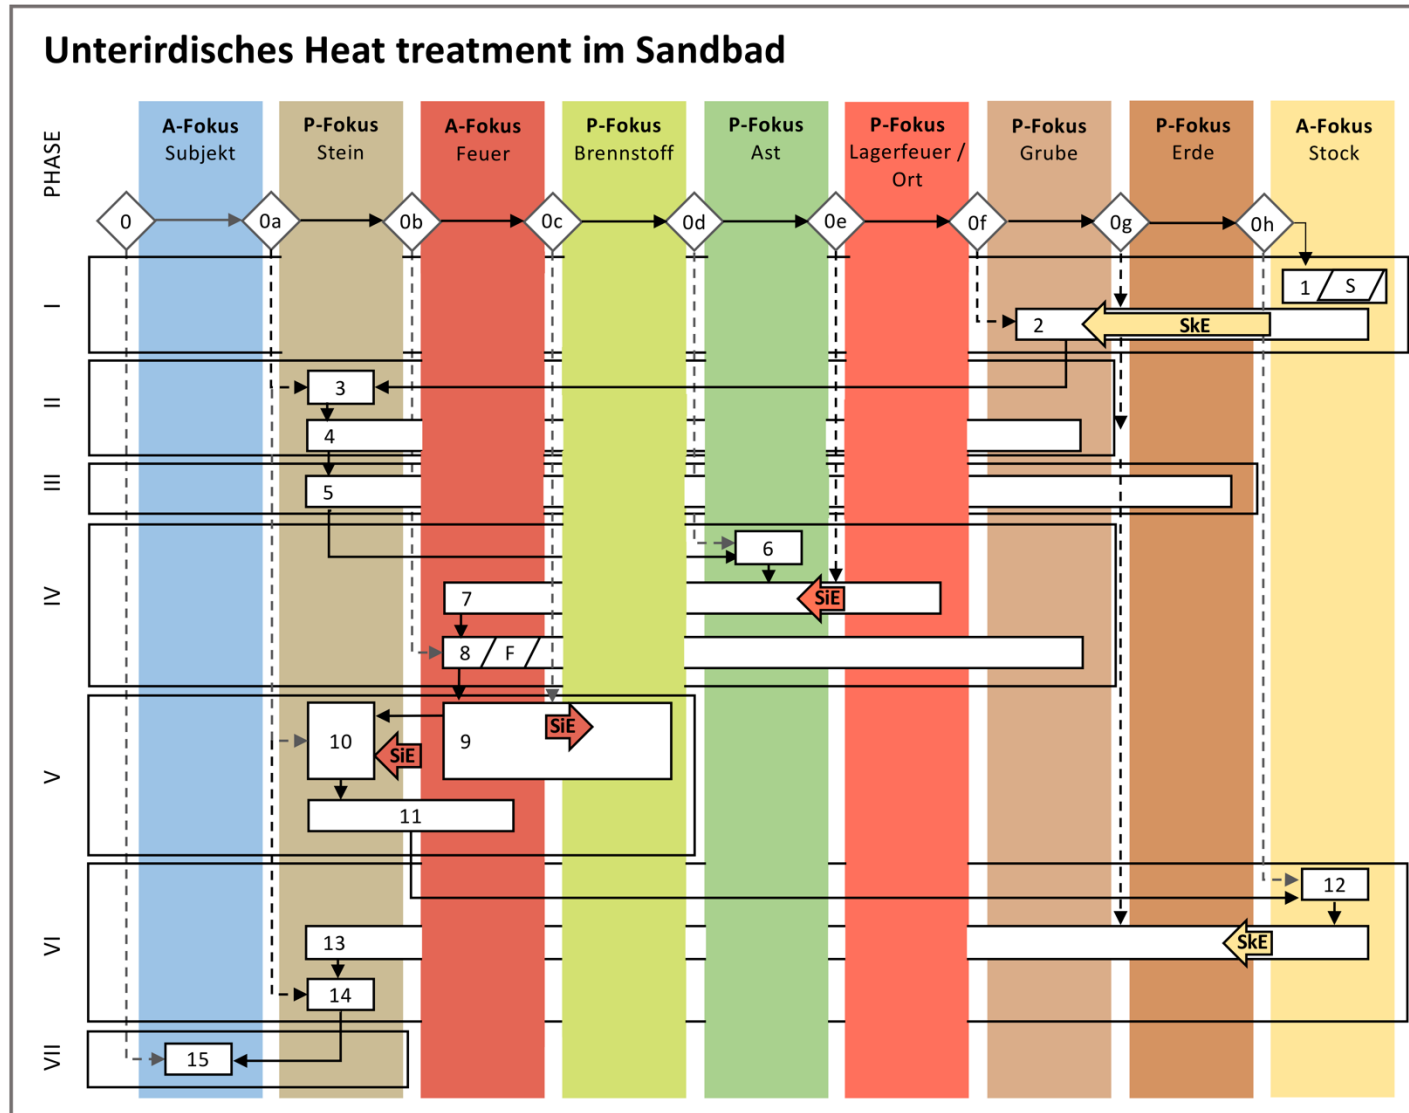 Unterirdisches Heat treatment im Sandbad
PHASE
A-Fokus
Subjekt
P-Fokus
Stein
A-Fokus
Feuer
P-Fokus
Brennstoff
P-Fokus
Ast
P-Fokus
Lagerfeuer /
Ort
P-Fokus
Grube
P-Fokus
Erde
A-Fokus
Stock
0
0a
0b
0c
0d
0e
0f
0g
0h
I
1
S
2
SkE
II
3
4
III
5
IV
6
7
SiE
8
F
V
9
SiE
10
SiE
11
VI
12
13
SkE
14
VII
15